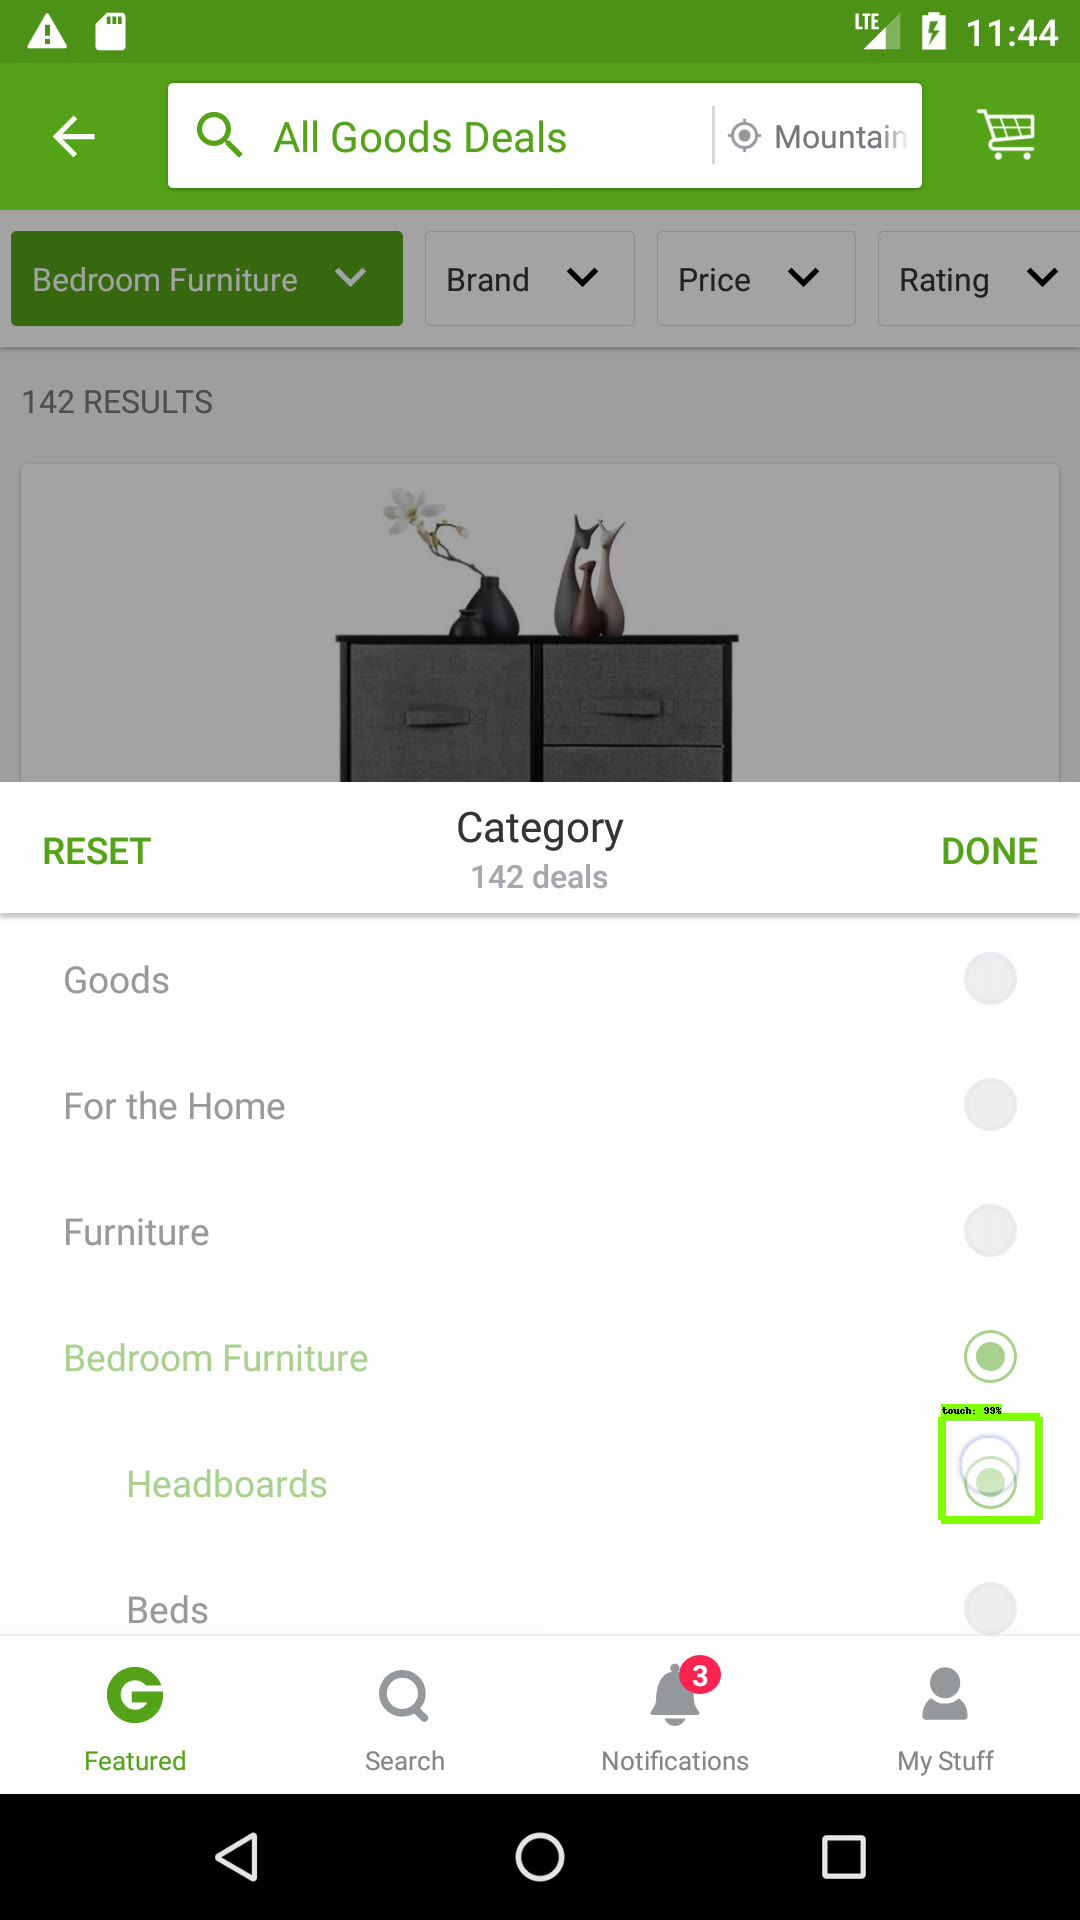 LTE 11:44
All Goods Deals Mountain
Bedroom Furniture Brand Price Rating
142 RESULTS
Category
RESET DONE
142 deals
Goods
For the Home
Furniture
Bedroom Furniture
touch: 99%
Headboards
Beds
3
Featured Search Notifications My Stuff